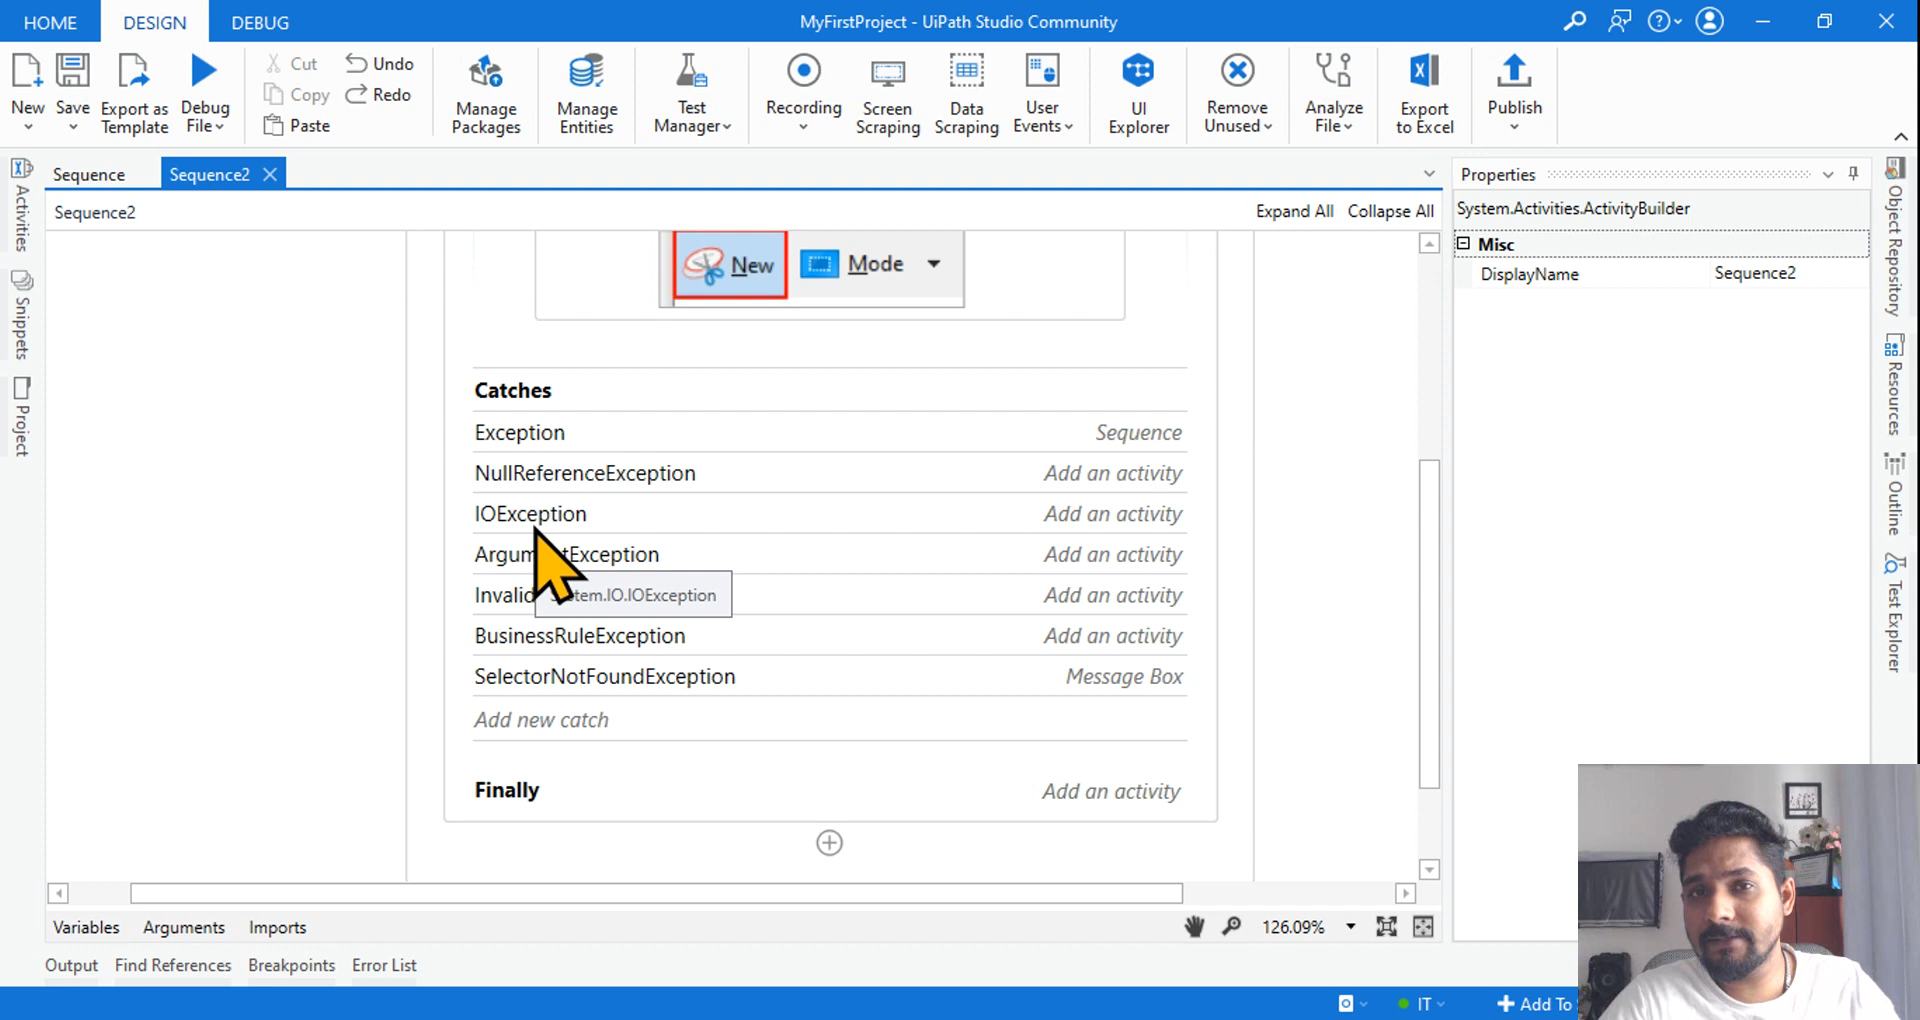 HOME DESIGN DEBUG MyFirstProject - UiPath Studio Community
New Save Export as Template Debug File Cut Copy Paste Undo Redo Manage Packages Manage Entities Test Manager Recording Screen Scraping Data Scraping User Events UI Explorer Remove Unused Analyze File Export to Excel Publish
Sequence Sequence2
Sequence2 Expand All Collapse All
Activities
Snippets
Project
New Mode
Catches
Exception Sequence
NullReferenceException Add an activity
IOException Add an activity
ArgumentException Add an activity
Invalid System.IO.IOException Add an activity
BusinessRuleException Add an activity
SelectorNotFoundException Message Box
Add new catch
Finally Add an activity
Properties
System.Activities.ActivityBuilder
Misc
DisplayName Sequence2
Object Repository
Resources
Outline
Test Explorer
Variables Arguments Imports 126.09%
Output Find References Breakpoints Error List
IT Add To